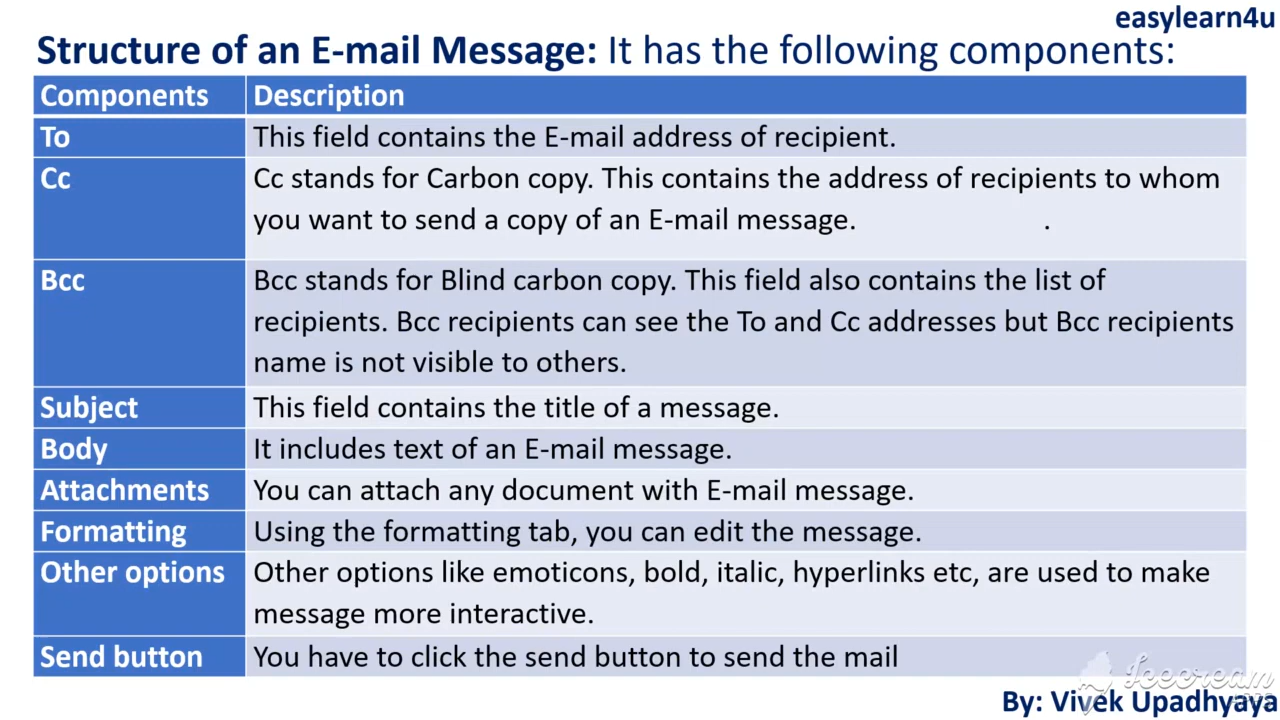 easylearn4u
Structure of an E-mail Message: It has the following components:
Components Description
To This field contains the E-mail address of recipient.
Cc Cc stands for Carbon copy. This contains the address of recipients to whom
you want to send a copy of an E-mail message. .
Bcc Bcc stands for Blind carbon copy. This field also contains the list of
recipients. Bcc recipients can see the To and Cc addresses but Bcc recipients
name is not visible to others.
Subject This field contains the title of a message.
Body It includes text of an E-mail message.
Attachments You can attach any document with E-mail message.
Formatting Using the formatting tab, you can edit the message.
Other options Other options like emoticons, bold, italic, hyperlinks etc, are used to make
message more interactive.
Send button You have to click the send button to send the mail
Icecream
APPS
By: Vivek Upadhyaya